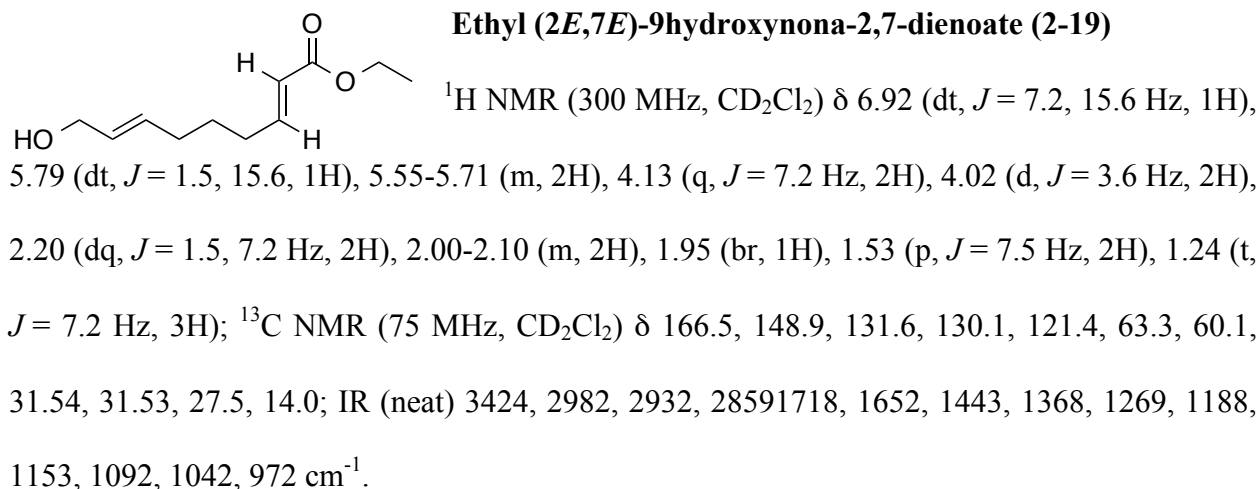 Ethyl (2E,7E)-9hydroxynona-2,7-dienoate (2-19)
O
H
O
HO
H
¹H NMR (300 MHz, CD₂Cl₂) δ 6.92 (dt, J = 7.2, 15.6 Hz, 1H),
5.79 (dt, J = 1.5, 15.6, 1H), 5.55-5.71 (m, 2H), 4.13 (q, J = 7.2 Hz, 2H), 4.02 (d, J = 3.6 Hz, 2H),
2.20 (dq, J = 1.5, 7.2 Hz, 2H), 2.00-2.10 (m, 2H), 1.95 (br, 1H), 1.53 (p, J = 7.5 Hz, 2H), 1.24 (t,
J = 7.2 Hz, 3H); ¹³C NMR (75 MHz, CD₂Cl₂) δ 166.5, 148.9, 131.6, 130.1, 121.4, 63.3, 60.1,
31.54, 31.53, 27.5, 14.0; IR (neat) 3424, 2982, 2932, 28591718, 1652, 1443, 1368, 1269, 1188,
1153, 1092, 1042, 972 cm⁻¹.